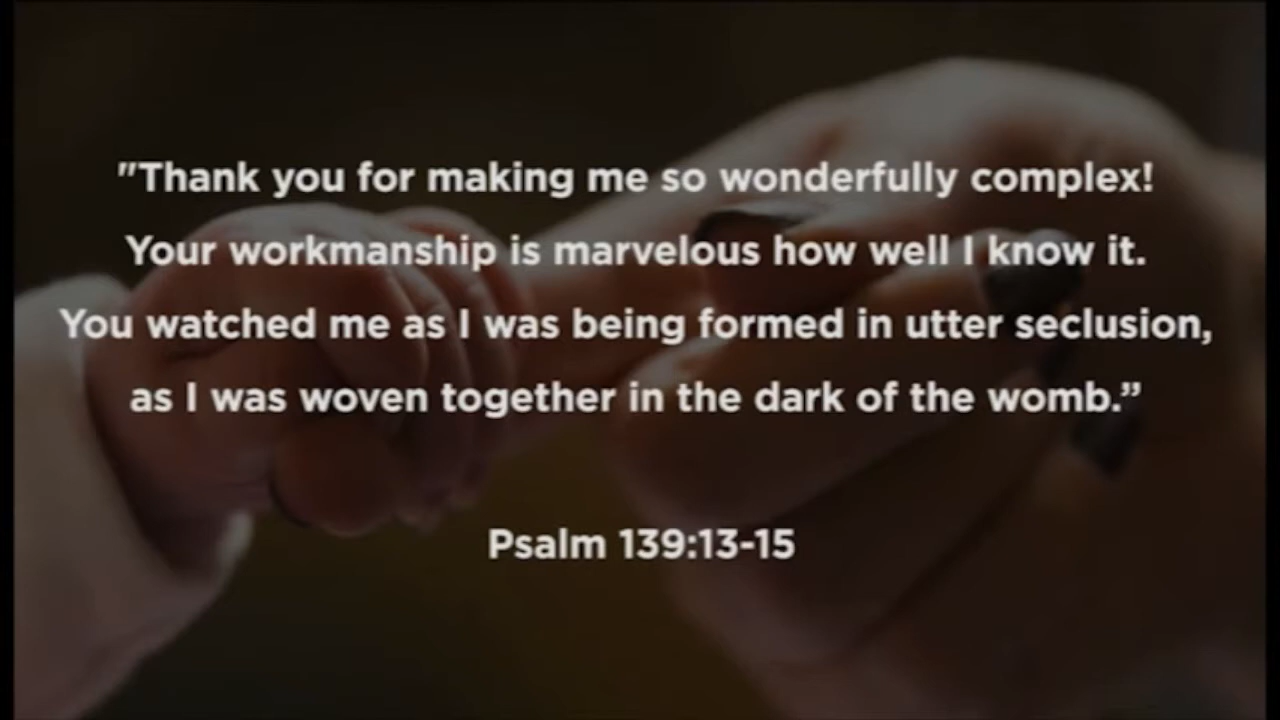 "Thank you for making me so wonderfully complex!
Your workmanship is marvelous how well I know it.
You watched me as I was being formed in utter seclusion,
as I was woven together in the dark of the womb.”
Psalm 139:13-15